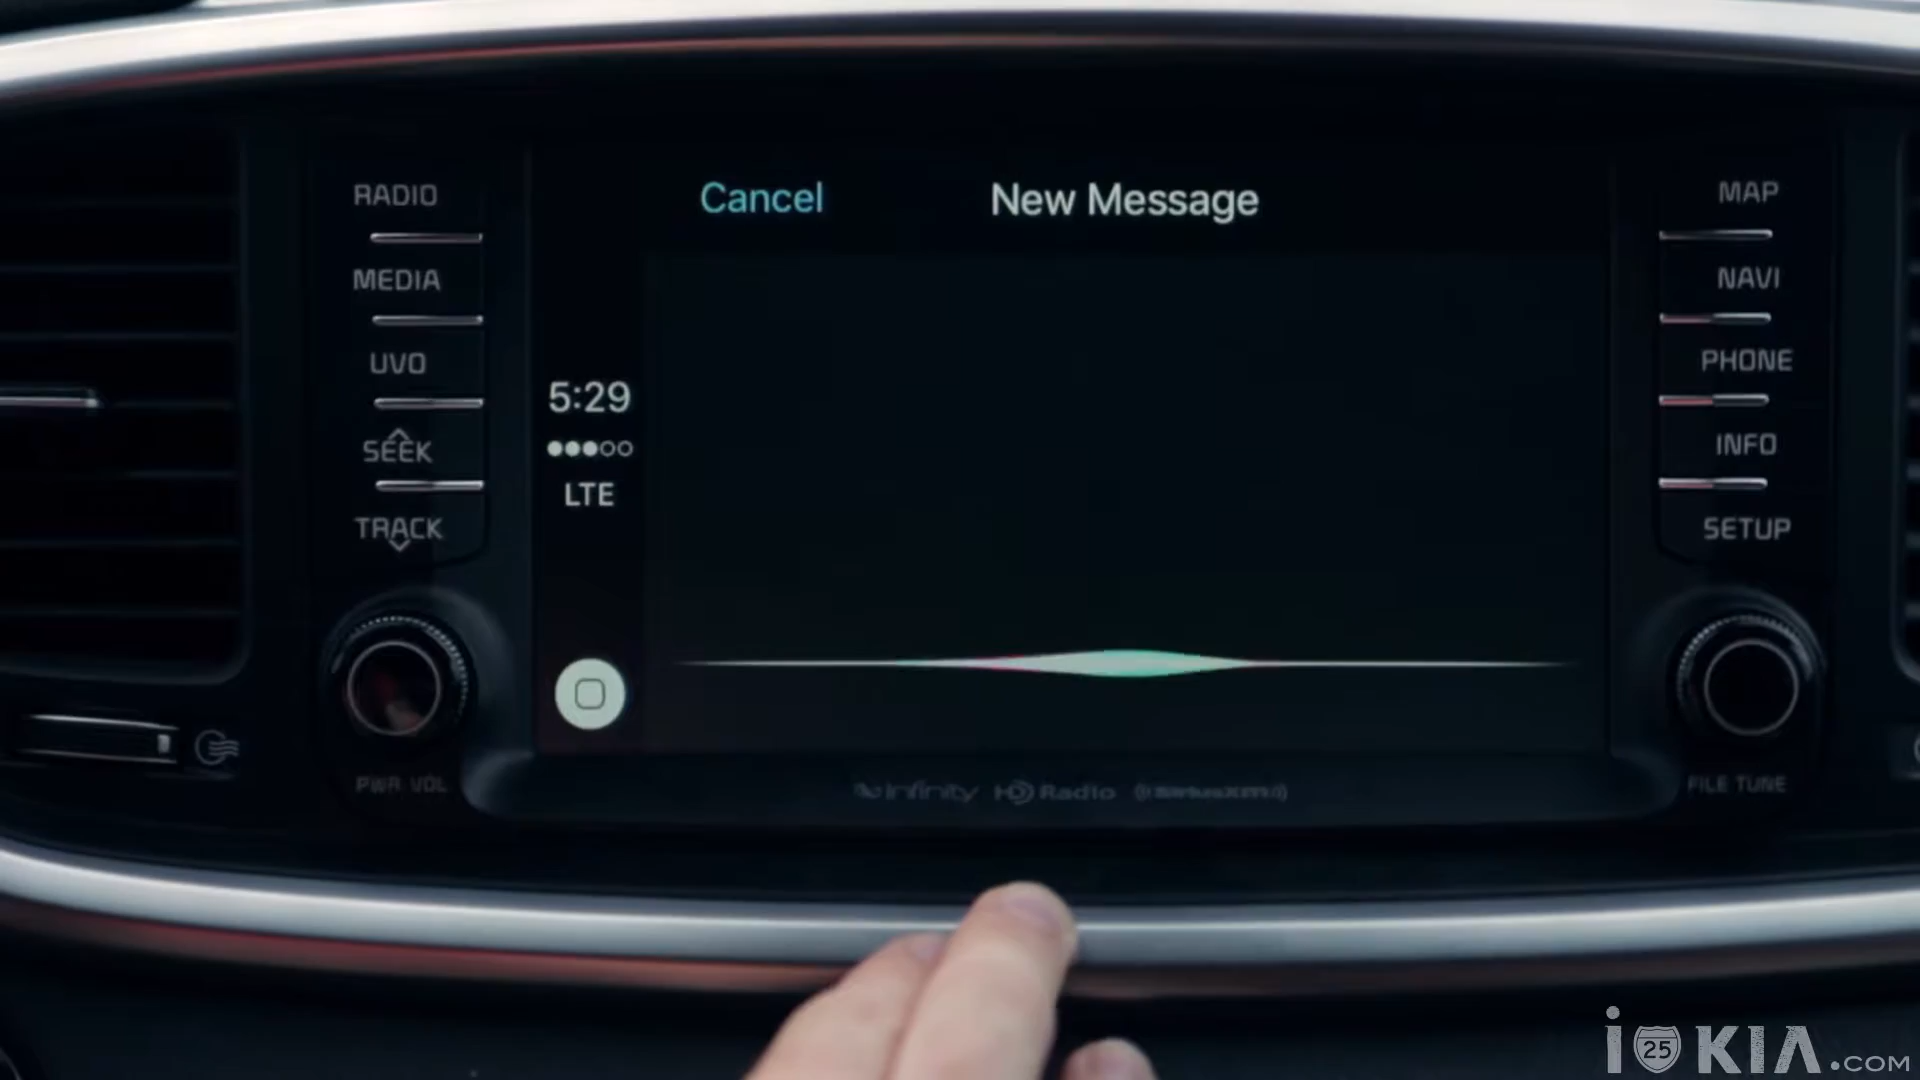 RADIO
MEDIA
UVO
SEEK
TRACK
PWR VOL
5:29
LTE
Cancel
New Message
infinity HD Radio ((SiriusXM))
MAP
NAVI
PHONE
INFO
SETUP
FILE TUNE
i25KIA.COM